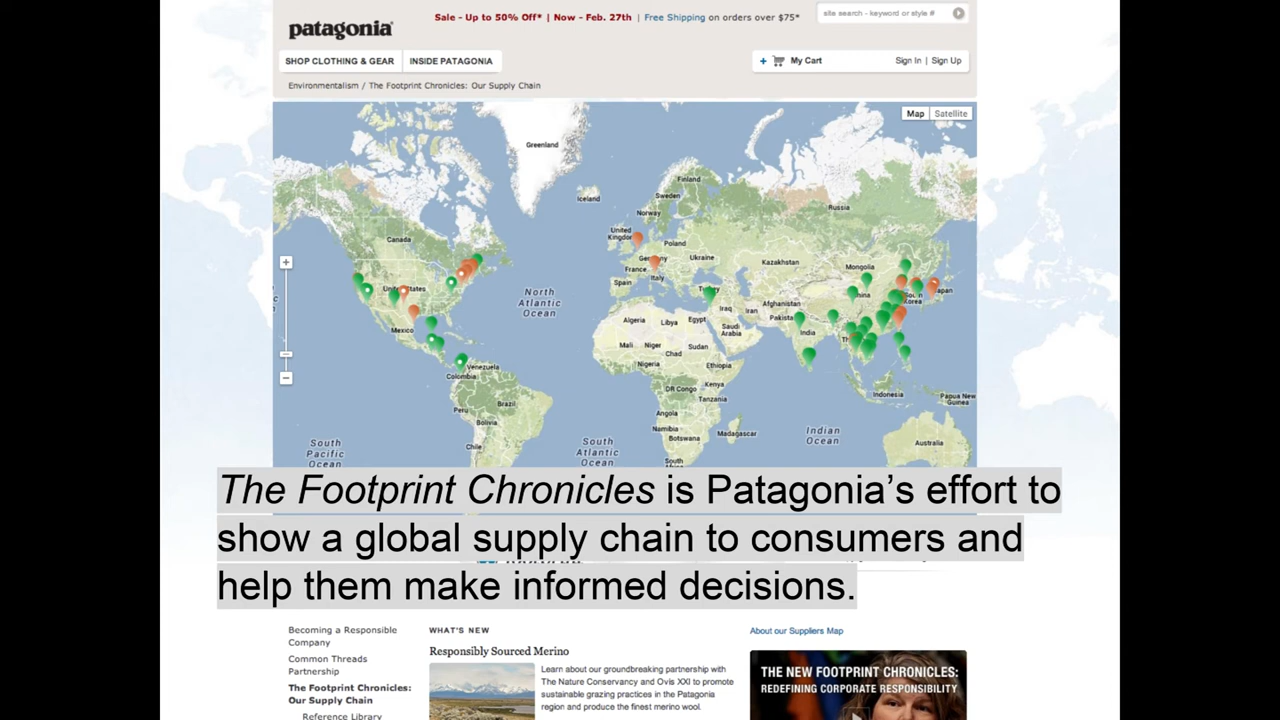 patagonia
Sale - Up to 50% Off* | Now - Feb. 27th | Free Shipping on orders over $75*
site search - keyword or style #
SHOP CLOTHING & GEAR
INSIDE PATAGONIA
+ My Cart
Sign In | Sign Up
Environmentalism / The Footprint Chronicles: Our Supply Chain
Map
Satellite
Greenland
Iceland
Finland
Sweden
Norway
Russia
United
Kingdom
Poland
Canada
Ukraine
Kazakhstan
Mongolia
France
Italy
Spain
North
Atlantic
Ocean
Afghanistan
Iraq
Iran
Korea
Mexico
Algeria
Libya
Egypt
Saudi
Arabia
India
Mali
Niger
Sudan
Chad
Nigeria
Ethiopia
Venezuela
Colombia
DR Congo
Kenya
Indonesia
Papua New
Guinea
Tanzania
Brazil
Peru
Angola
Bolivia
Namibia
Botswana
Madagascar
Indian
Ocean
Australia
Chile
South
Pacific
Ocean
South
Atlantic
Ocean
South
The Footprint Chronicles is Patagonia’s effort to
show a global supply chain to consumers and
help them make informed decisions.
Becoming a Responsible
Company
Common Threads
Partnership
The Footprint Chronicles:
Our Supply Chain
Reference Library
WHAT'S NEW
Responsibly Sourced Merino
Learn about our groundbreaking partnership with
The Nature Conservancy and Ovis XXI to promote
sustainable grazing practices in the Patagonia
region and produce the finest merino wool.
About our Suppliers Map
THE NEW FOOTPRINT CHRONICLES:
REDEFINING CORPORATE RESPONSIBILITY